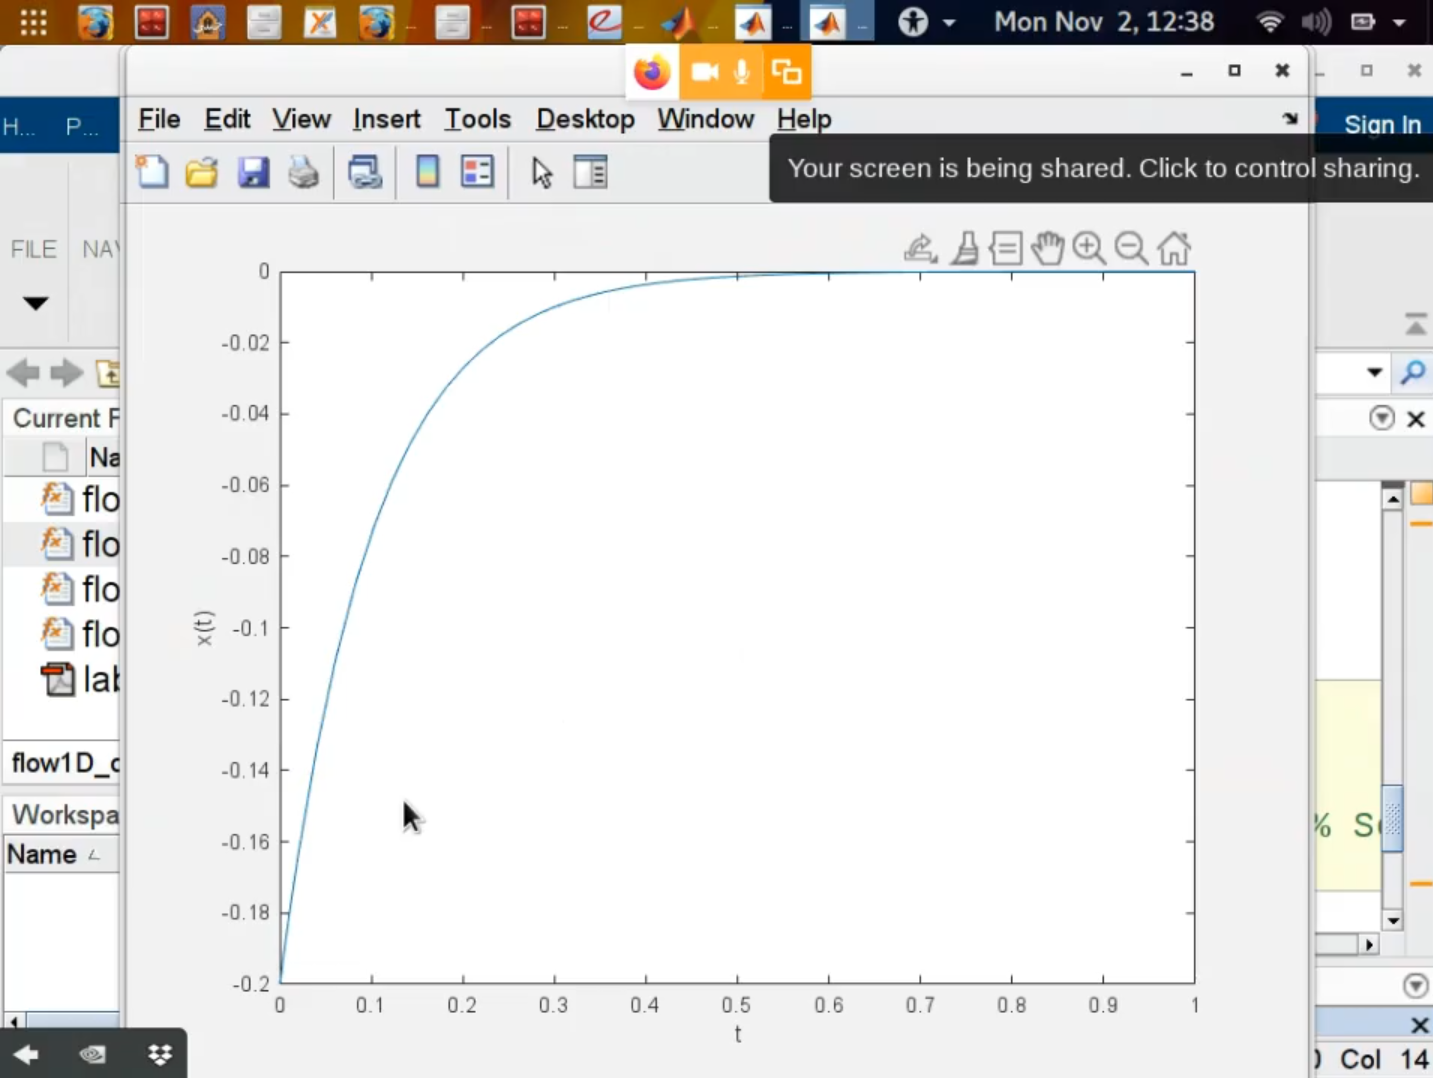 Mon Nov 2, 12:38
File Edit View Insert Tools Desktop Window Help
H... P...
Sign In
Your screen is being shared. Click to control sharing.
FILE NAV
0
-0.02
-0.04
-0.06
-0.08
-0.1
-0.12
-0.14
-0.16
-0.18
-0.2
x(t)
0 0.1 0.2 0.3 0.4 0.5 0.6 0.7 0.8 0.9 1
t
Current F
Na
flo
flo
flo
flo
lab
flow1D_
Workspa
Name
% S
Col 14